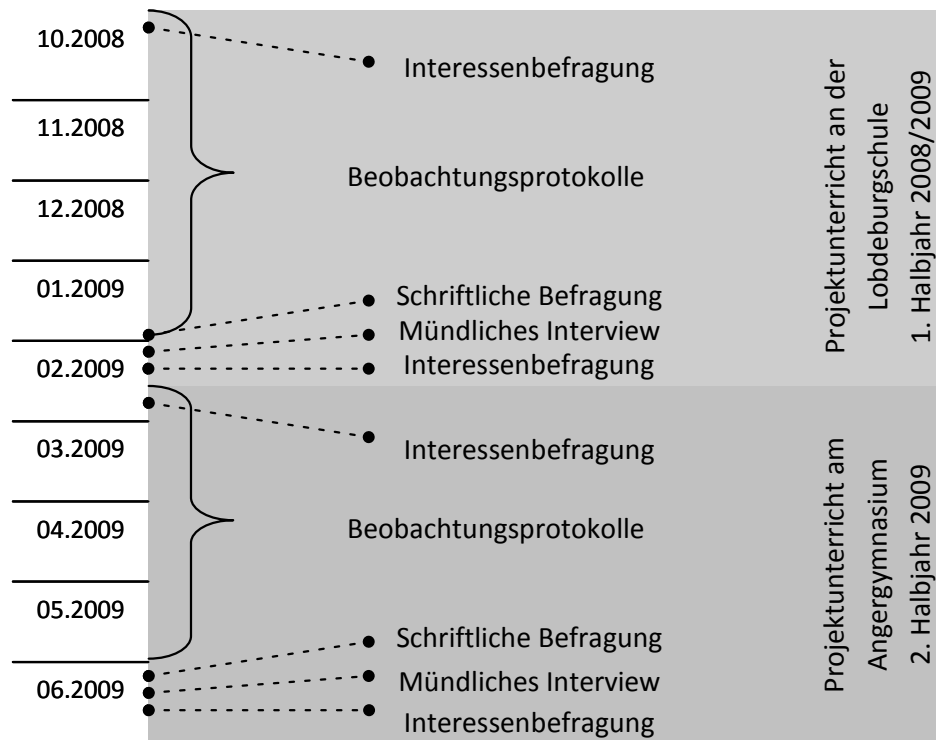 10.2008
Interessenbefragung
11.2008
Beobachtungsprotokolle
12.2008
01.2009
Schriftliche Befragung
Mündliches Interview
02.2009
Interessenbefragung
Projektunterricht an der
Lobdeburgschule
1. Halbjahr 2008/2009
03.2009
Interessenbefragung
04.2009
Beobachtungsprotokolle
05.2009
Schriftliche Befragung
06.2009
Mündliches Interview
Interessenbefragung
Projektunterricht am
Angergymnasium
2. Halbjahr 2009